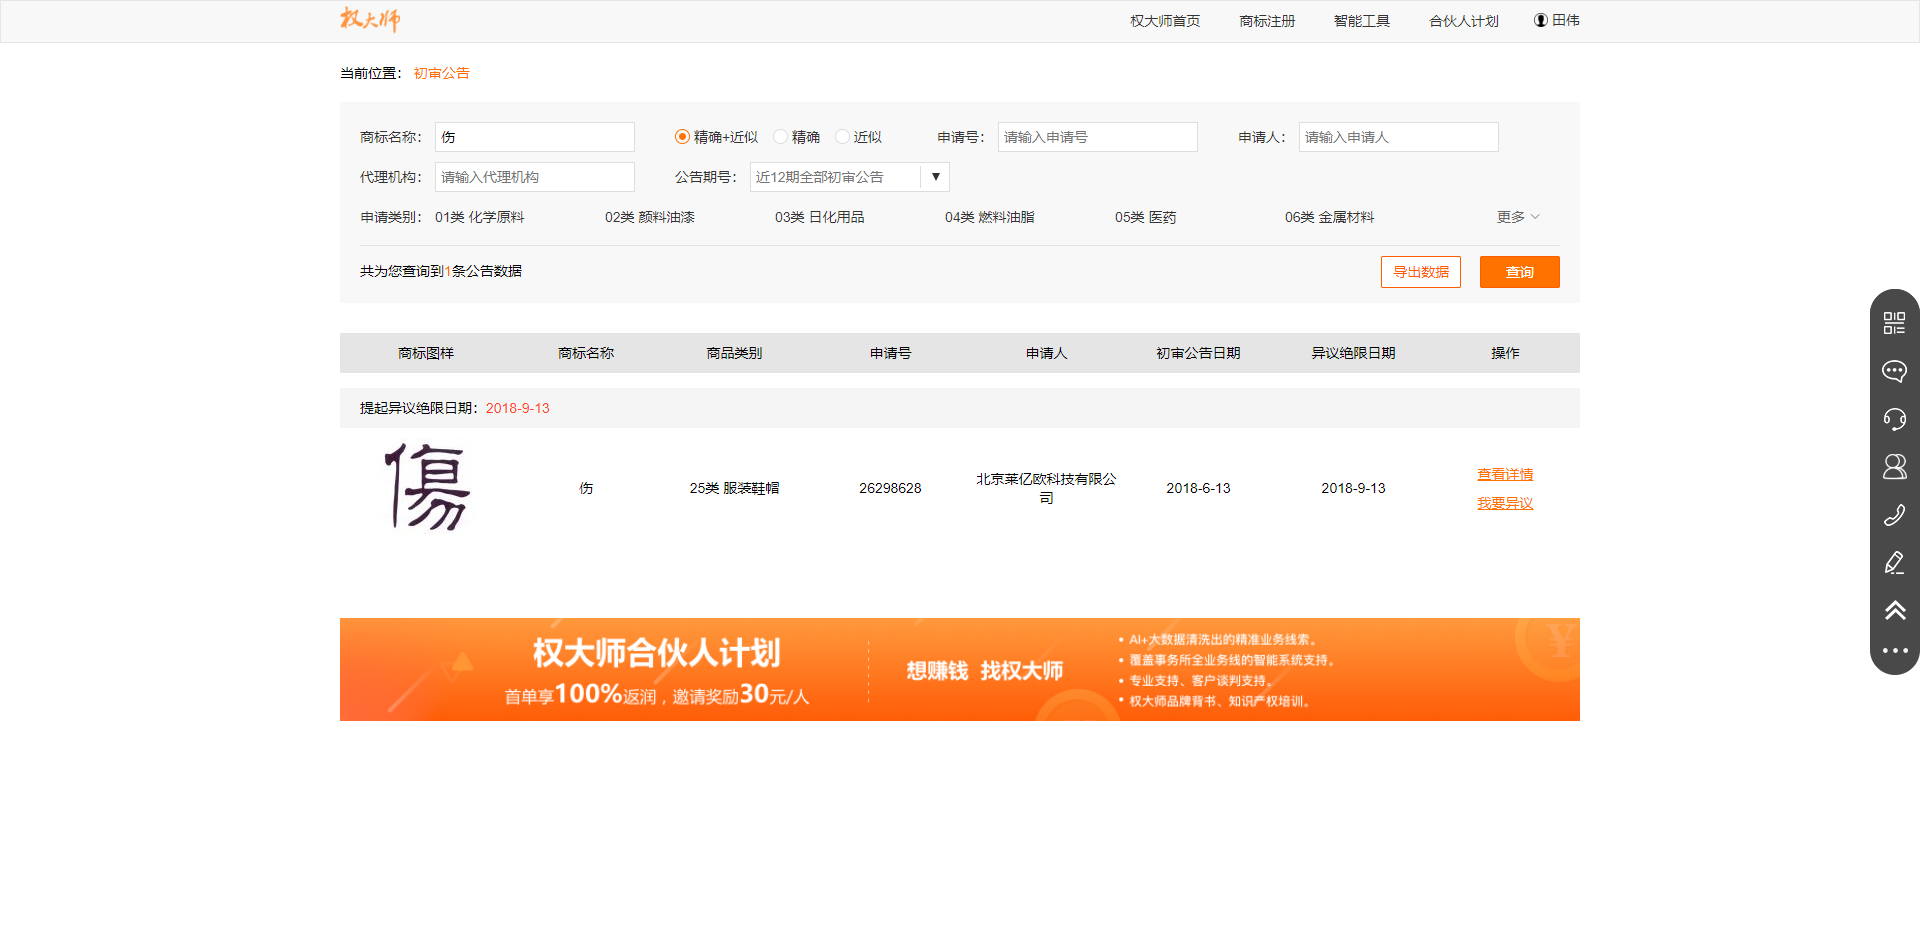 权大师 权大师首页 商标注册 智能工具 合伙人计划 田伟
当前位置： 初审公告
商标名称： 伤 精确+近似 精确 近似 申请号： 请输入申请号 申请人： 请输入申请人
代理机构： 请输入代理机构 公告期号： 近12期全部初审公告 ▼
申请类别： 01类 化学原料 02类 颜料油漆 03类 日化用品 04类 燃料油脂 05类 医药 06类 金属材料 更多
共为您查询到1条公告数据 导出数据 查询
商标图样 商标名称 商品类别 申请号 申请人 初审公告日期 异议绝限日期 操作
提起异议绝限日期：2018-9-13
傷 伤 25类 服装鞋帽 26298628 北京莱亿欧科技有限公 2018-6-13 2018-9-13 查看详情
司 我要异议
权大师合伙人计划
首单享100%返润，邀请奖励30元/人
想赚钱 找权大师
• AI+大数据清洗出的精准业务线索。
• 覆盖事务所全业务线的智能系统支持。
• 专业支持、客户谈判支持。
• 权大师品牌背书、知识产权培训。
¥